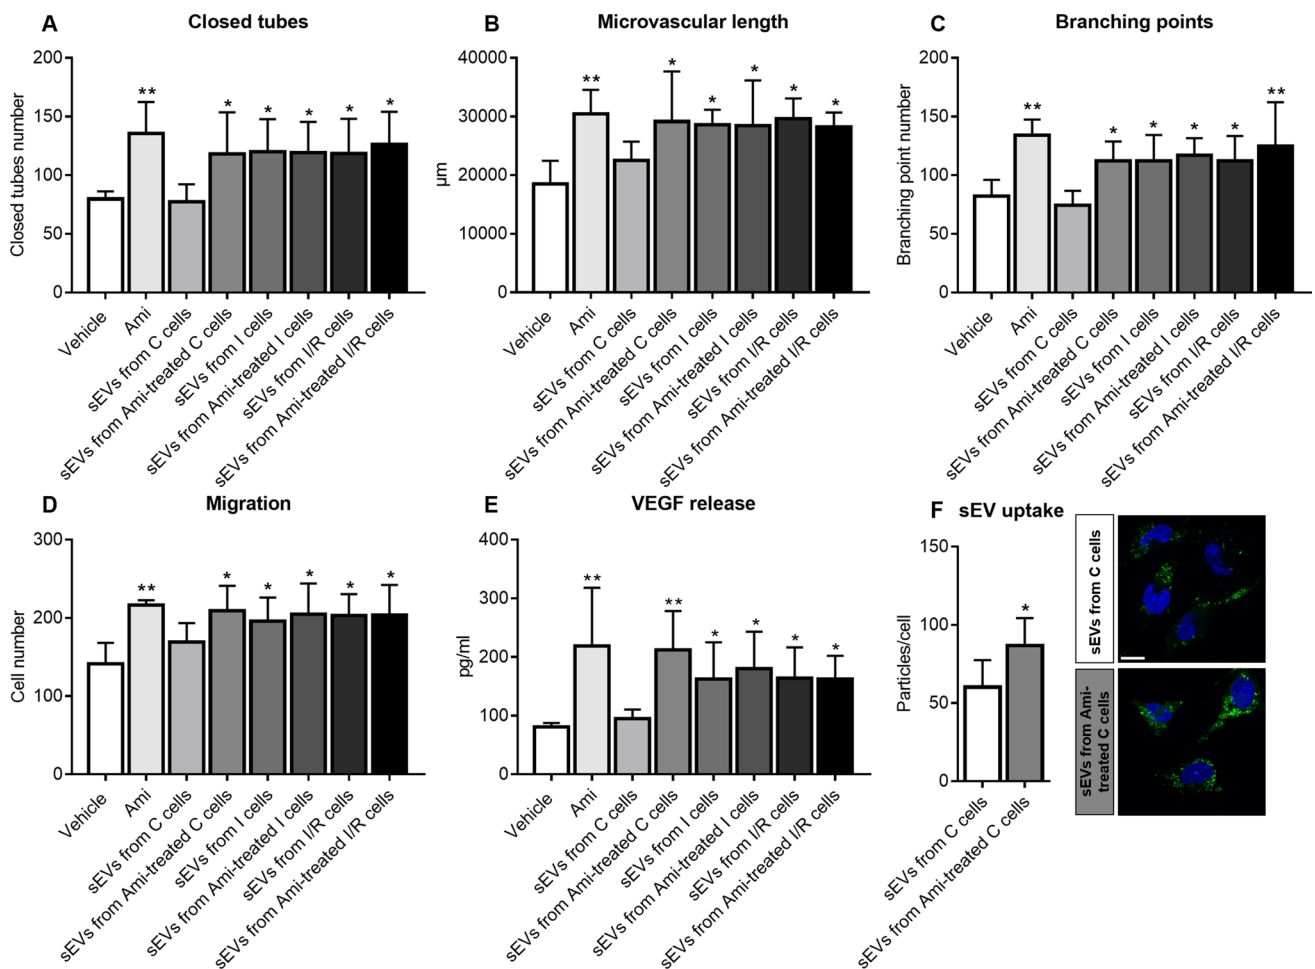 A Closed tubes
Closed tubes number
200
150
100
50
0
Vehicle
Ami
sEVs from C cells
sEVs from Ami-treated C cells
sEVs from I cells
sEVs from Ami-treated I cells
sEVs from I/R cells
sEVs from Ami-treated I/R cells
** * * * * *
B Microvascular length
µm
40000
30000
20000
10000
0
Vehicle
Ami
sEVs from C cells
sEVs from Ami-treated C cells
sEVs from I cells
sEVs from Ami-treated I cells
sEVs from I/R cells
sEVs from Ami-treated I/R cells
** * * * * *
C Branching points
Branching point number
200
150
100
50
0
Vehicle
Ami
sEVs from C cells
sEVs from Ami-treated C cells
sEVs from I cells
sEVs from Ami-treated I cells
sEVs from I/R cells
sEVs from Ami-treated I/R cells
** * * * * **
D Migration
Cell number
300
200
100
0
Vehicle
Ami
sEVs from C cells
sEVs from Ami-treated C cells
sEVs from I cells
sEVs from Ami-treated I cells
sEVs from I/R cells
sEVs from Ami-treated I/R cells
** * * * * *
E VEGF release
pg/ml
400
300
200
100
0
Vehicle
Ami
sEVs from C cells
sEVs from Ami-treated C cells
sEVs from I cells
sEVs from Ami-treated I cells
sEVs from I/R cells
sEVs from Ami-treated I/R cells
** ** * * * *
F sEV uptake
Particles/cell
150
100
50
0
sEVs from C cells
sEVs from Ami-treated C cells
*
sEVs from C cells
sEVs from Ami-
treated C cells